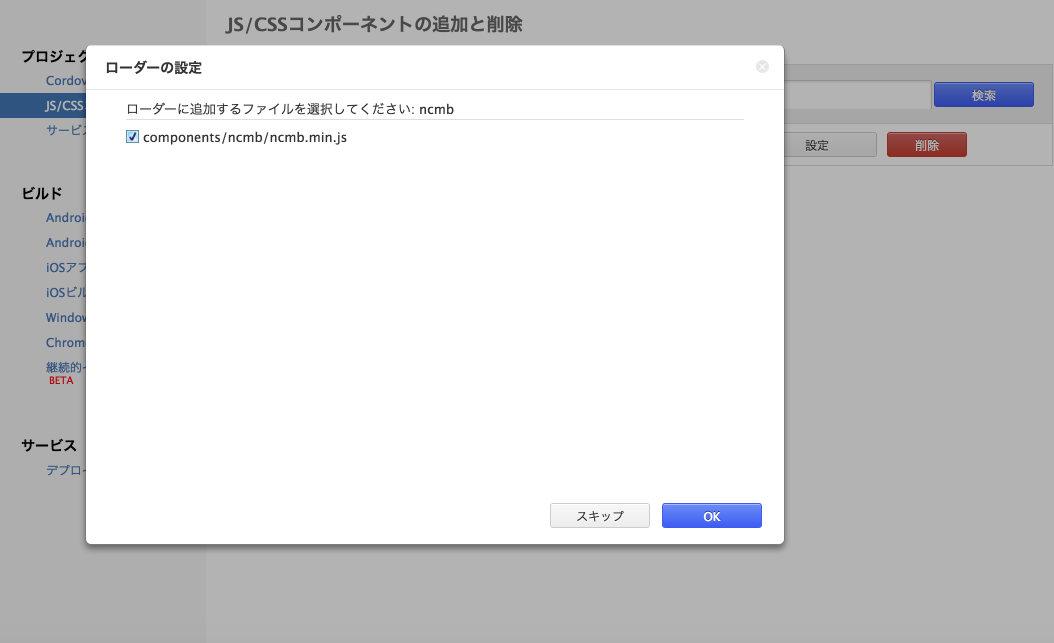 JS/CSSコンポーネントの追加と削除
プロジェク
Cordov
JS/CSS
サービス
ビルド
Androi
Androi
iOSアプ
iOSビル
Window
Chrom
継続的
BETA
サービス
デプロイ
ローダーの設定
ローダーに追加するファイルを選択してください: ncmb
components/ncmb/ncmb.min.js
スキップ
OK
検索
設定
削除